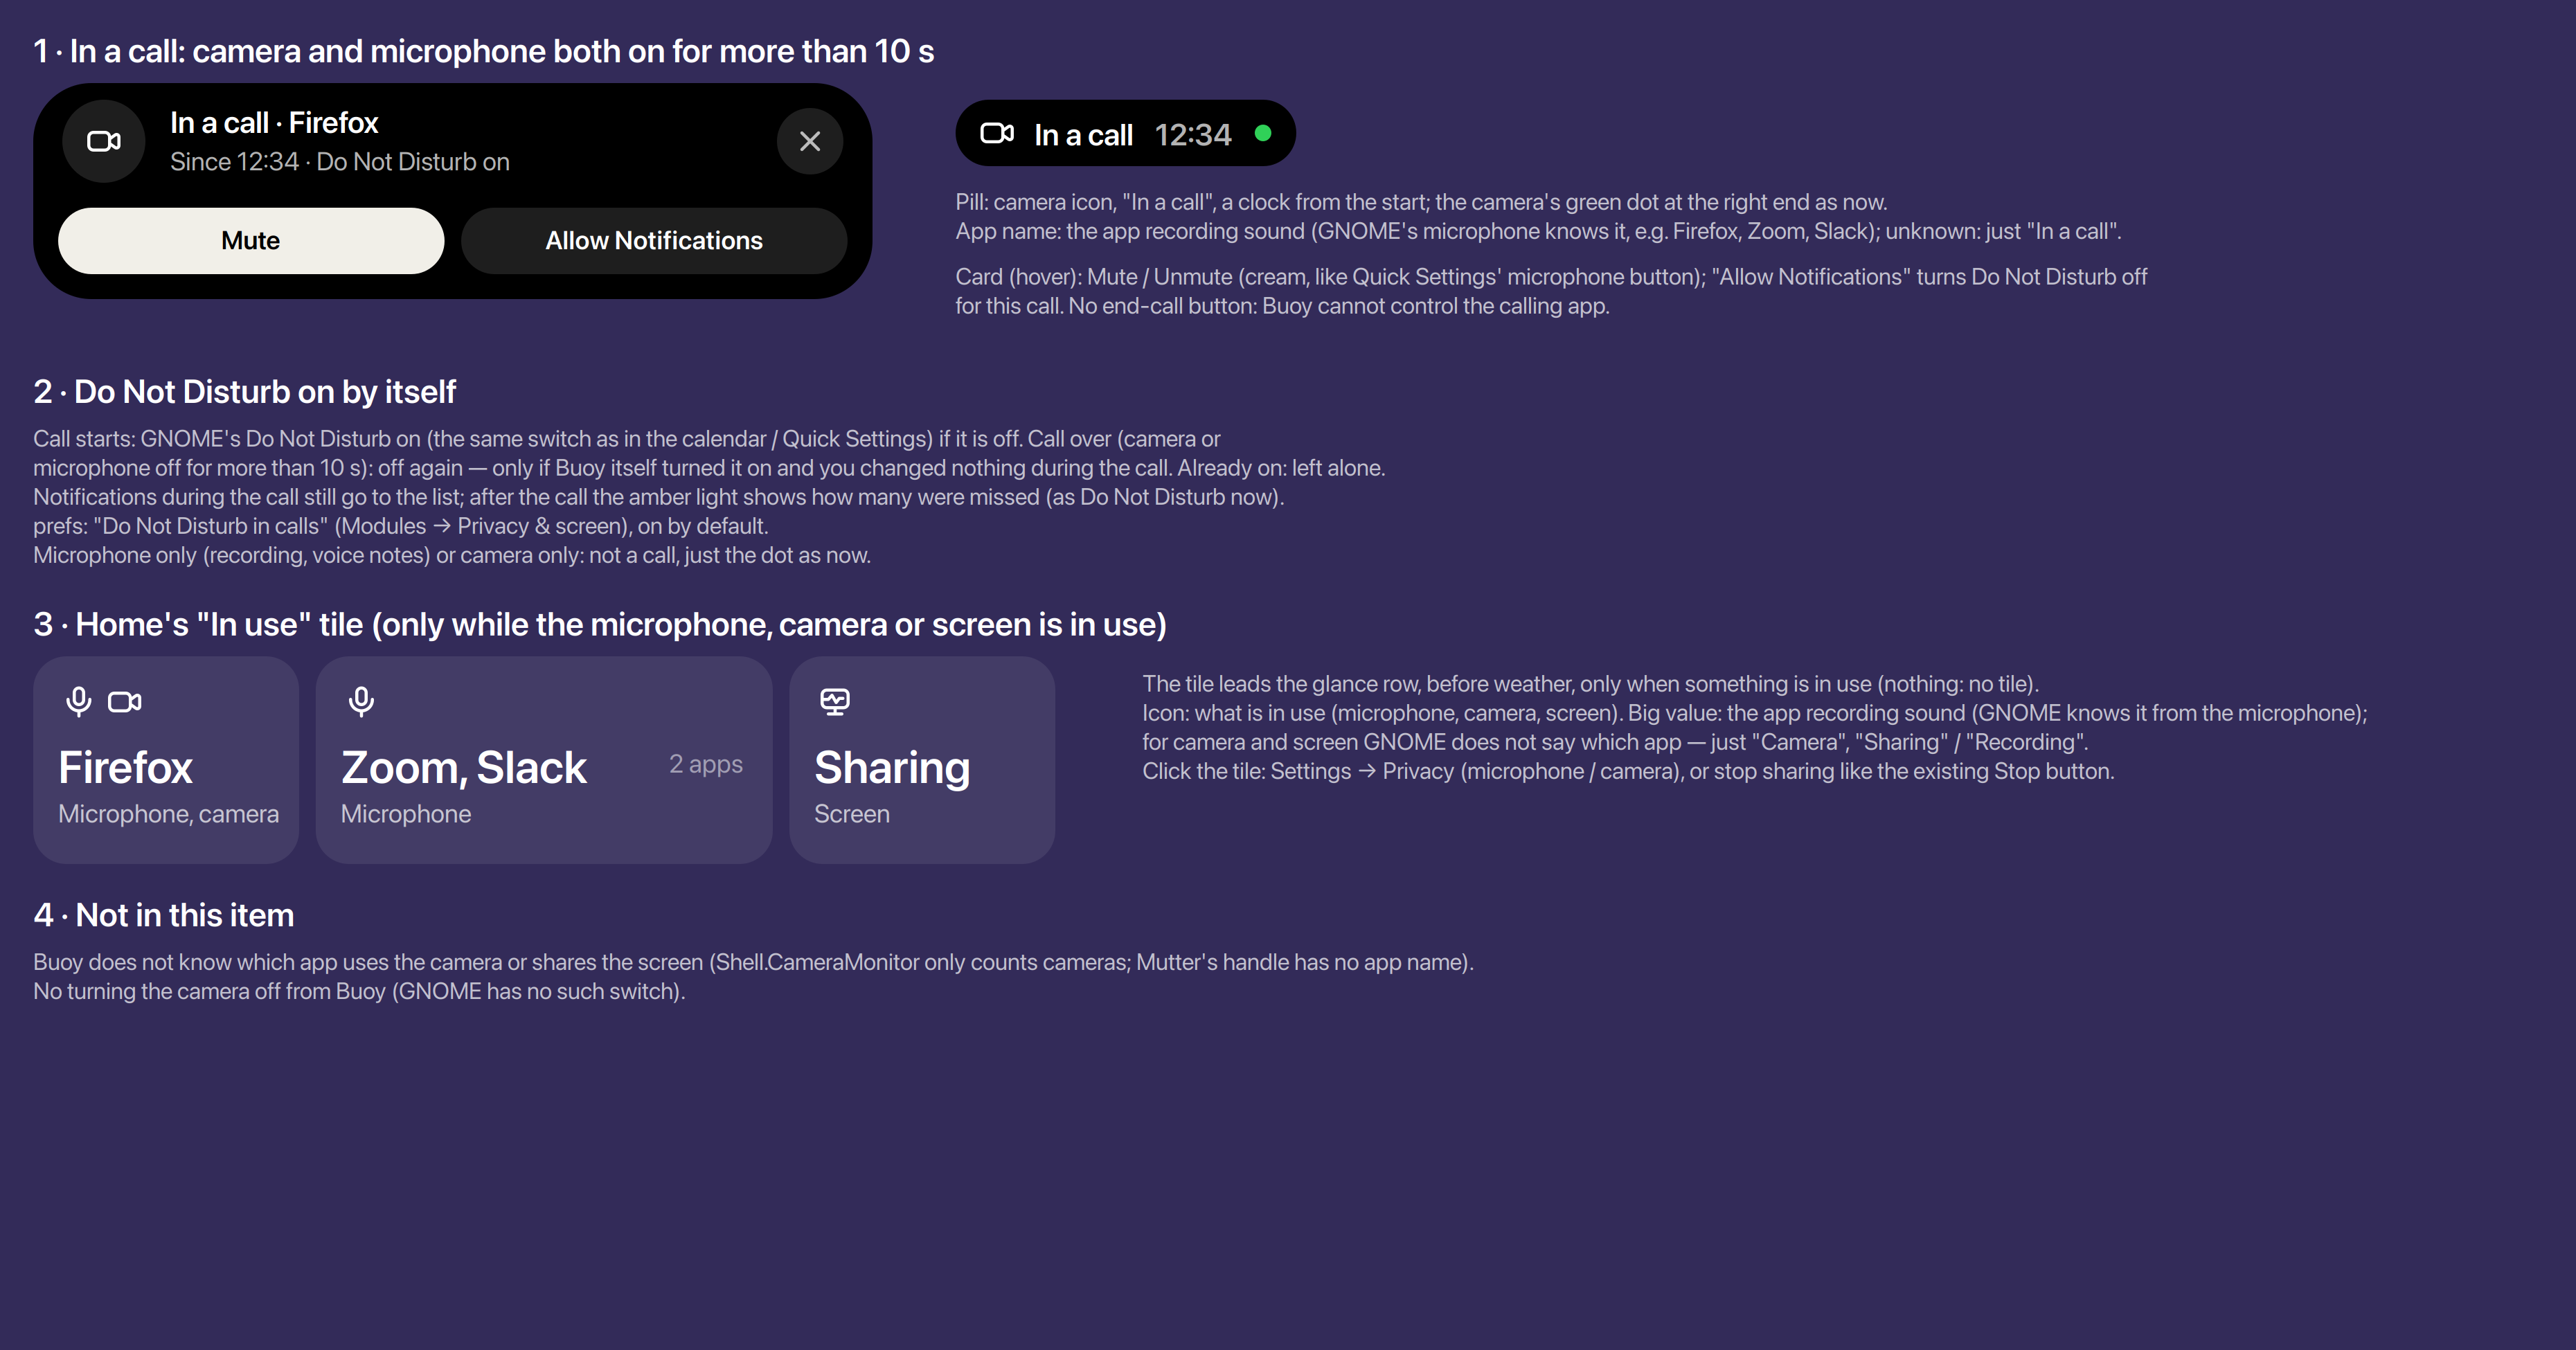 1 · In a call: camera and microphone both on for more than 10 s
In a call · Firefox
Since 12:34 · Do Not Disturb on
Mute
Allow Notifications
In a call 12:34
Pill: camera icon, "In a call", a clock from the start; the camera's green dot at the right end as now.
App name: the app recording sound (GNOME's microphone knows it, e.g. Firefox, Zoom, Slack); unknown: just "In a call".
Card (hover): Mute / Unmute (cream, like Quick Settings' microphone button); "Allow Notifications" turns Do Not Disturb off
for this call. No end-call button: Buoy cannot control the calling app.
2 · Do Not Disturb on by itself
Call starts: GNOME's Do Not Disturb on (the same switch as in the calendar / Quick Settings) if it is off. Call over (camera or
microphone off for more than 10 s): off again — only if Buoy itself turned it on and you changed nothing during the call. Already on: left alone.
Notifications during the call still go to the list; after the call the amber light shows how many were missed (as Do Not Disturb now).
prefs: "Do Not Disturb in calls" (Modules → Privacy & screen), on by default.
Microphone only (recording, voice notes) or camera only: not a call, just the dot as now.
3 · Home's "In use" tile (only while the microphone, camera or screen is in use)
Firefox
Microphone, camera
Zoom, Slack
2 apps
Microphone
Sharing
Screen
The tile leads the glance row, before weather, only when something is in use (nothing: no tile).
Icon: what is in use (microphone, camera, screen). Big value: the app recording sound (GNOME knows it from the microphone);
for camera and screen GNOME does not say which app — just "Camera", "Sharing" / "Recording".
Click the tile: Settings → Privacy (microphone / camera), or stop sharing like the existing Stop button.
4 · Not in this item
Buoy does not know which app uses the camera or shares the screen (Shell.CameraMonitor only counts cameras; Mutter's handle has no app name).
No turning the camera off from Buoy (GNOME has no such switch).